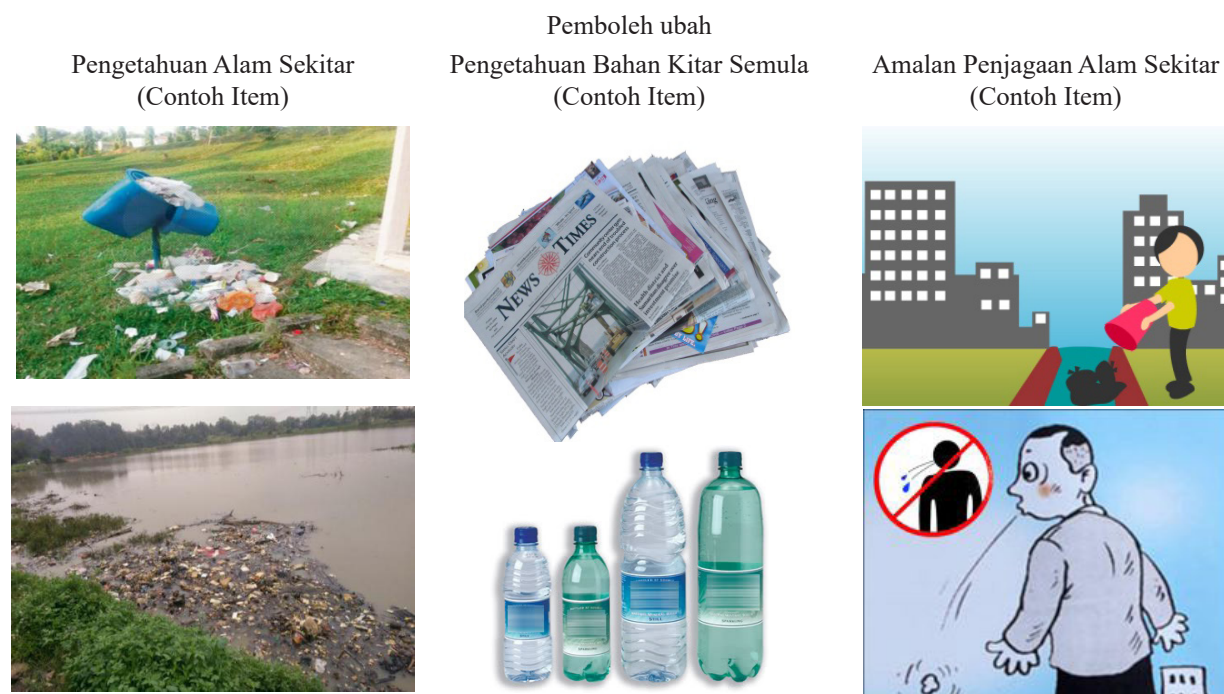 Pemboleh ubah
Pengetahuan Alam Sekitar
(Contoh Item)
Pengetahuan Bahan Kitar Semula
(Contoh Item)
Amalan Penjagaan Alam Sekitar
(Contoh Item)
NEWS TIMES